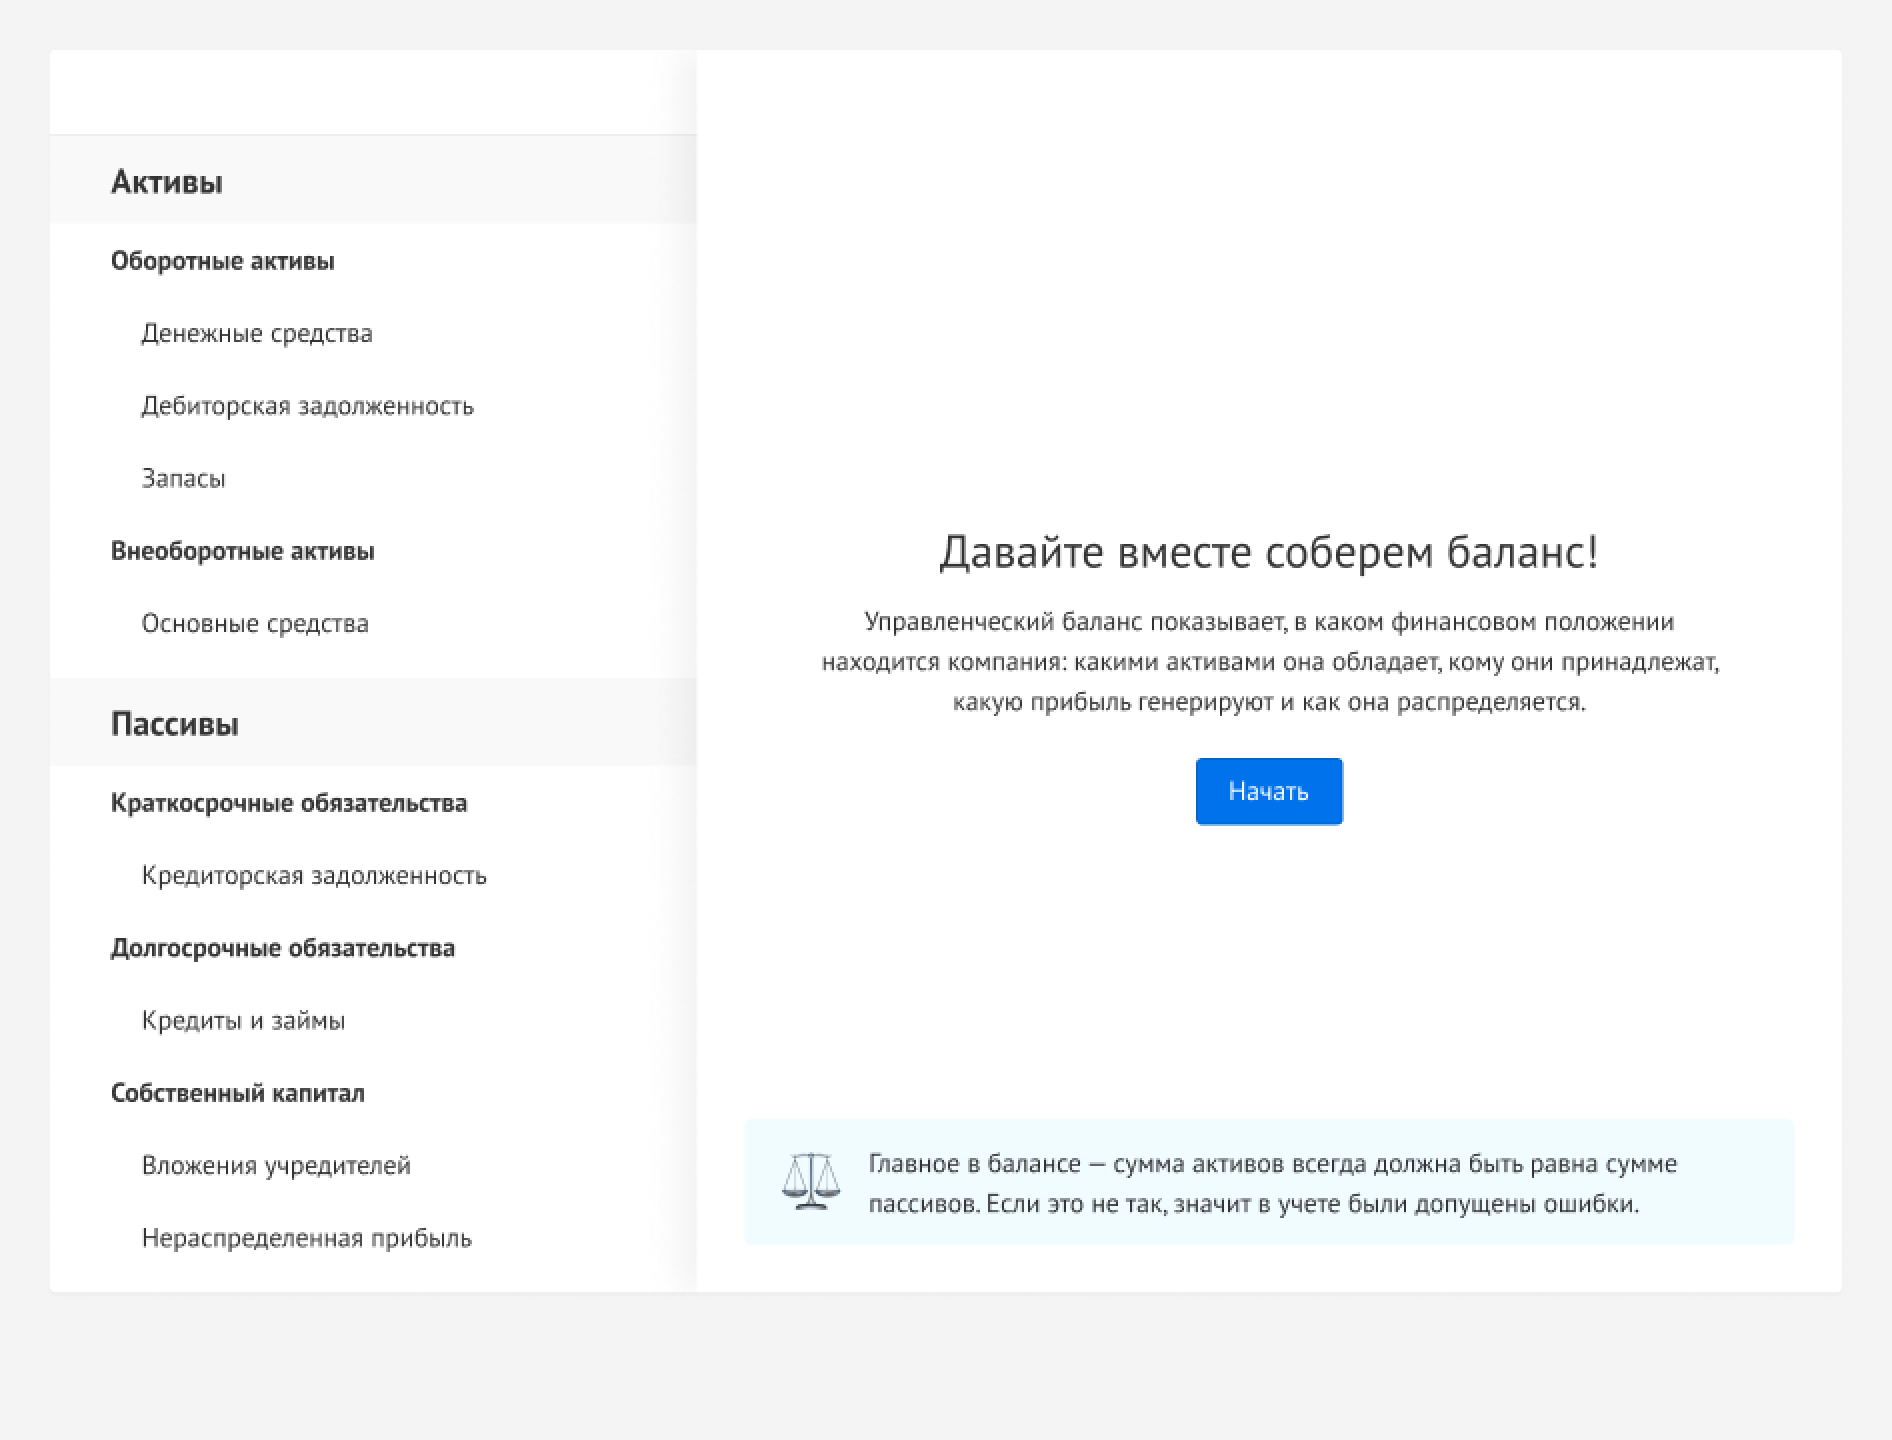 Активы
Оборотные активы
Денежные средства
Дебиторская задолженность
Запасы
Внеоборотные активы
Основные средства
Пассивы
Краткосрочные обязательства
Кредиторская задолженность
Долгосрочные обязательства
Кредиты и займы
Собственный капитал
Вложения учредителей
Нераспределенная прибыль
Давайте вместе соберем баланс!
Управленческий баланс показывает, в каком финансовом положении
находится компания: какими активами она обладает, кому они принадлежат,
какую прибыль генерируют и как она распределяется.
Начать
Главное в балансе — сумма активов всегда должна быть равна сумме
пассивов. Если это не так, значит в учете были допущены ошибки.